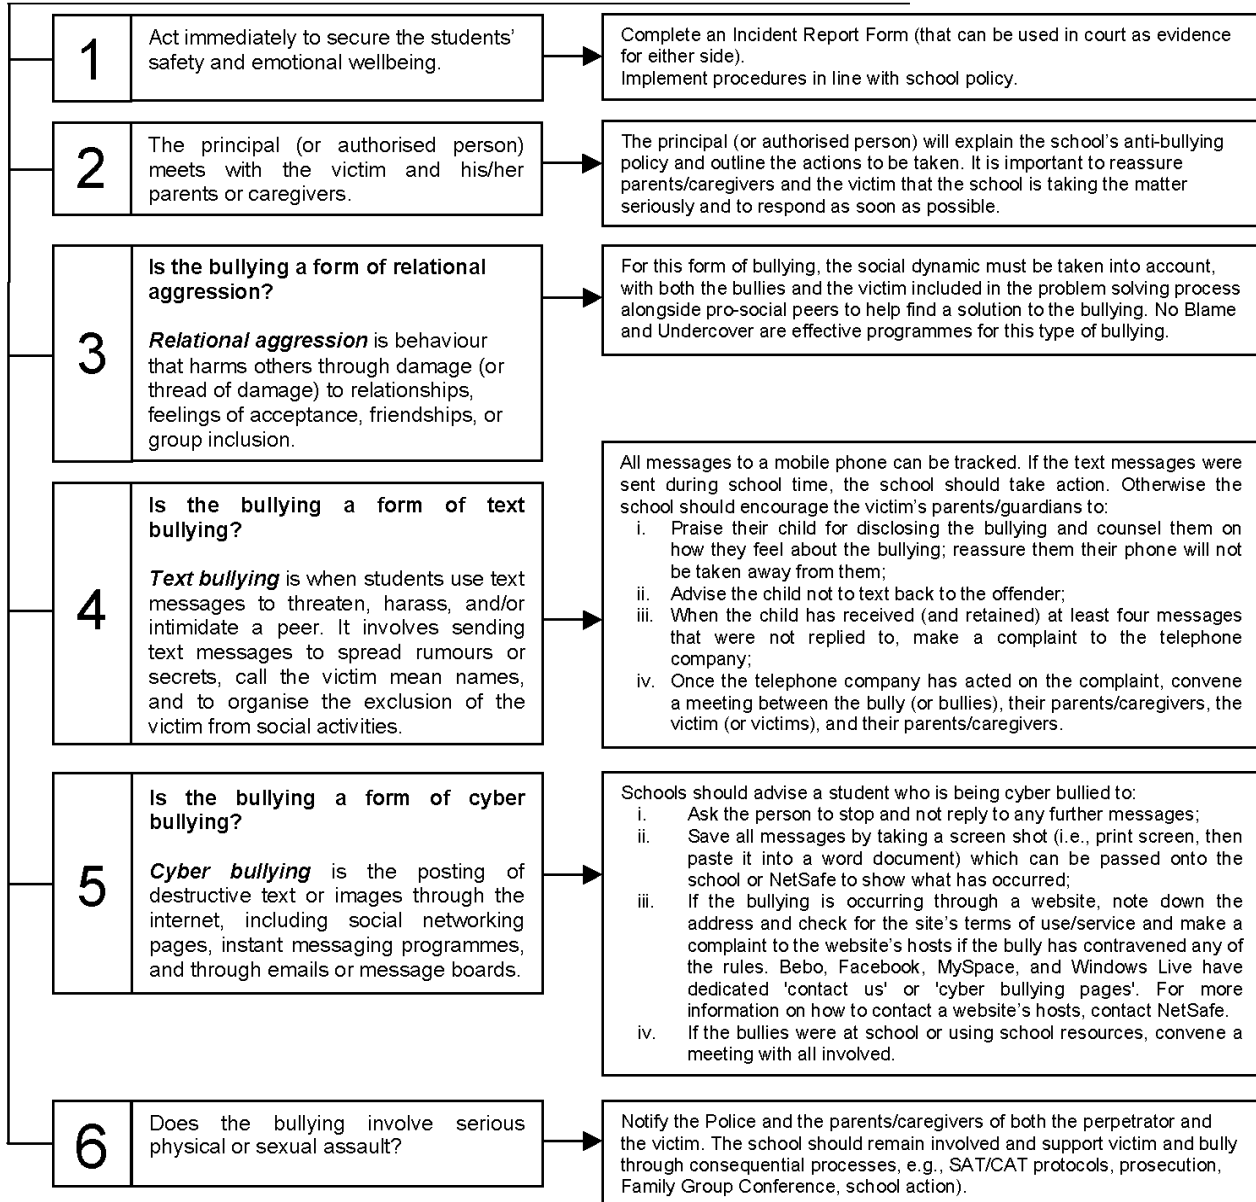 1
Act immediately to secure the students'
safety and emotional wellbeing.
Complete an Incident Report Form (that can be used in court as evidence
for either side).
Implement procedures in line with school policy.
2
The principal (or authorised person)
meets with the victim and his/her
parents or caregivers.
The principal (or authorised person) will explain the school's anti-bullying
policy and outline the actions to be taken. It is important to reassure
parents/caregivers and the victim that the school is taking the matter
seriously and to respond as soon as possible.
3
Is the bullying a form of relational
aggression?
Relational aggression is behaviour
that harms others through damage (or
thread of damage) to relationships,
feelings of acceptance, friendships, or
group inclusion.
For this form of bullying, the social dynamic must be taken into account,
with both the bullies and the victim included in the problem solving process
alongside pro-social peers to help find a solution to the bullying. No Blame
and Undercover are effective programmes for this type of bullying.
4
Is the bullying a form of text
bullying?
Text bullying is when students use text
messages to threaten, harass, and/or
intimidate a peer. It involves sending
text messages to spread rumours or
secrets, call the victim mean names,
and to organise the exclusion of the
victim from social activities.
All messages to a mobile phone can be tracked. If the text messages were
sent during school time, the school should take action. Otherwise the
school should encourage the victim's parents/guardians to:
i. Praise their child for disclosing the bullying and counsel them on
how they feel about the bullying; reassure them their phone will not
be taken away from them;
ii. Advise the child not to text back to the offender;
iii. When the child has received (and retained) at least four messages
that were not replied to, make a complaint to the telephone
company;
iv. Once the telephone company has acted on the complaint, convene
a meeting between the bully (or bullies), their parents/caregivers, the
victim (or victims), and their parents/caregivers.
5
Is the bullying a form of cyber
bullying?
Cyber bullying is the posting of
destructive text or images through the
internet, including social networking
pages, instant messaging programmes,
and through emails or message boards.
Schools should advise a student who is being cyber bullied to:
i. Ask the person to stop and not reply to any further messages;
ii. Save all messages by taking a screen shot (i.e., print screen, then
paste it into a word document) which can be passed onto the
school or NetSafe to show what has occurred;
iii. If the bullying is occurring through a website, note down the
address and check for the site's terms of use/service and make a
complaint to the website's hosts if the bully has contravened any of
the rules. Bebo, Facebook, MySpace, and Windows Live have
dedicated 'contact us' or 'cyber bullying pages'. For more
information on how to contact a website's hosts, contact NetSafe.
iv. If the bullies were at school or using school resources, convene a
meeting with all involved.
6
Does the bullying involve serious
physical or sexual assault?
Notify the Police and the parents/caregivers of both the perpetrator and
the victim. The school should remain involved and support victim and bully
through consequential processes, e.g., SAT/CAT protocols, prosecution,
Family Group Conference, school action).